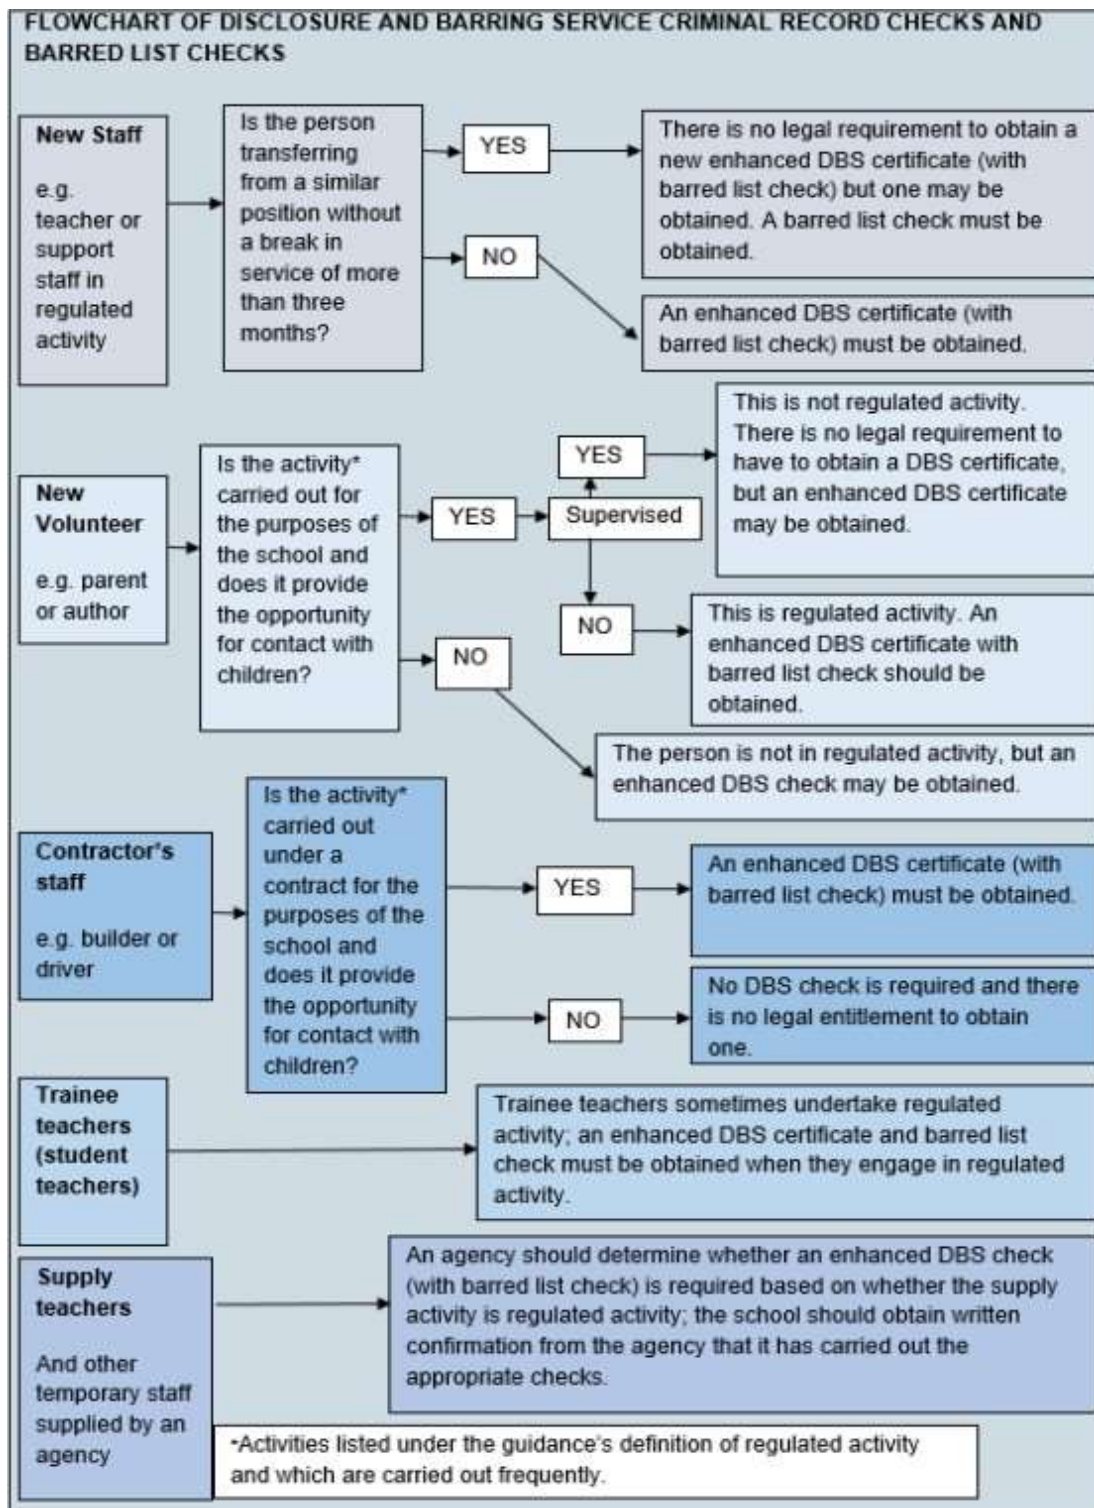 FLOWCHART OF DISCLOSURE AND BARRING SERVICE CRIMINAL RECORD CHECKS AND
BARRED LIST CHECKS
New Staff
e.g.
teacher or
support
staff in
regulated
activity
Is the person
transferring
from a similar
position without
a break in
service of more
than three
months?
YES
There is no legal requirement to obtain a
new enhanced DBS certificate (with
barred list check) but one may be
obtained. A barred list check must be
obtained.
NO
An enhanced DBS certificate (with
barred list check) must be obtained.
New
Volunteer
e.g. parent
or author
Is the activity*
carried out for
the purposes of
the school and
does it provide
the opportunity
for contact with
children?
YES
Supervised
YES
This is not regulated activity.
There is no legal requirement to
have to obtain a DBS certificate,
but an enhanced DBS certificate
may be obtained.
NO
This is regulated activity. An
enhanced DBS certificate with
barred list check should be
obtained.
NO
The person is not in regulated activity, but an
enhanced DBS check may be obtained.
Contractor's
staff
e.g. builder or
driver
Is the activity*
carried out
under a
contract for the
purposes of the
school and
does it provide
the opportunity
for contact with
children?
YES
An enhanced DBS certificate (with
barred list check) must be obtained.
NO
No DBS check is required and there
is no legal entitlement to obtain
one.
Trainee
teachers
(student
teachers)
Trainee teachers sometimes undertake regulated
activity; an enhanced DBS certificate and barred list
check must be obtained when they engage in regulated
activity.
Supply
teachers
And other
temporary staff
supplied by an
agency
An agency should determine whether an enhanced DBS check
(with barred list check) is required based on whether the supply
activity is regulated activity; the school should obtain written
confirmation from the agency that it has carried out the
appropriate checks.
*Activities listed under the guidance's definition of regulated activity
and which are carried out frequently.